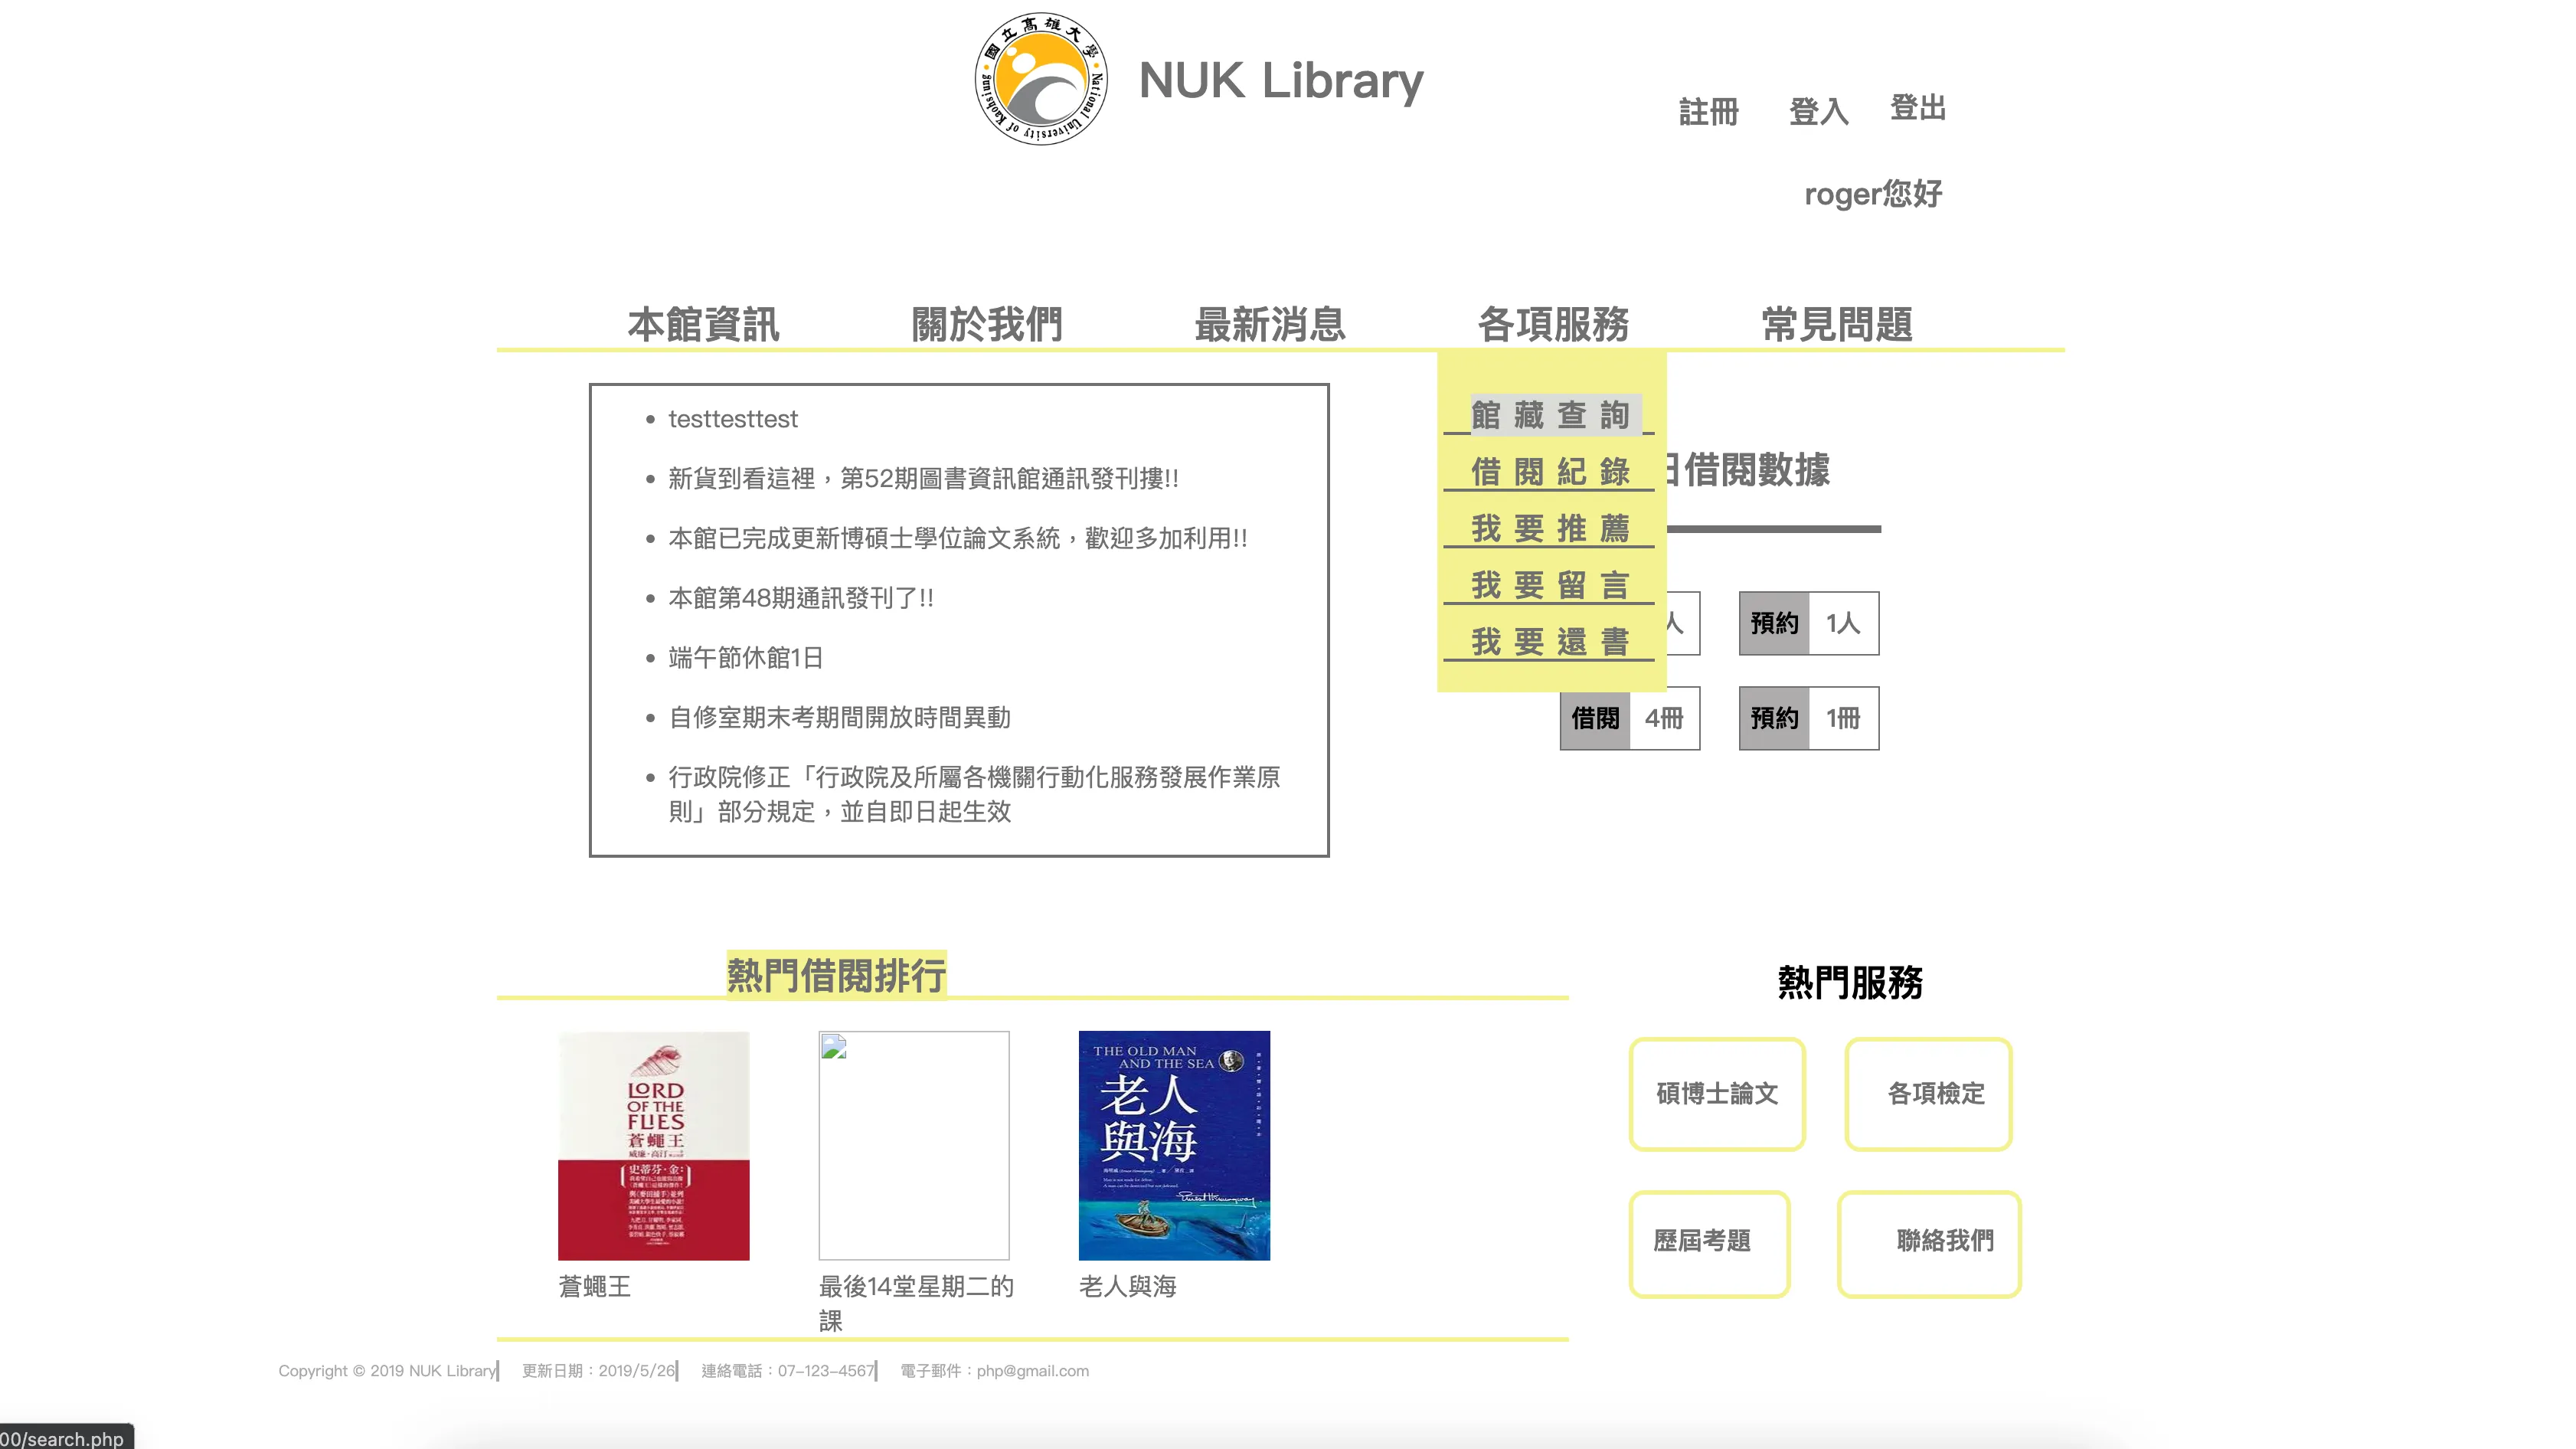 國立高雄大學
National University of Kaohsiung
NUK Library
註冊 登入 登出
roger您好
本館資訊 關於我們 最新消息 各項服務 常見問題
館藏查詢
借閱紀錄
我要推薦
我要留言
我要還書
testtesttest
新貨到看這裡，第52期圖書資訊館通訊發刊摟!!
本館已完成更新博碩士學位論文系統，歡迎多加利用!!
本館第48期通訊發刊了!!
端午節休館1日
自修室期末考期間開放時間異動
行政院修正「行政院及所屬各機關行動化服務發展作業原
則」部分規定，並自即日起生效
日借閱數據
人 預約 1人
借閱 4冊 預約 1冊
熱門借閱排行
LORD
OF THE
FLIES
蒼蠅王
威廉·高汀
史蒂芬·金：
THE OLD MAN
AND THE SEA
老人
與海
蒼蠅王
最後14堂星期二的
課
老人與海
熱門服務
碩博士論文 各項檢定
歷屆考題 聯絡我們
Copyright © 2019 NUK Library 更新日期：2019/5/26 連絡電話：07-123-4567 電子郵件：php@gmail.com
00/search.php